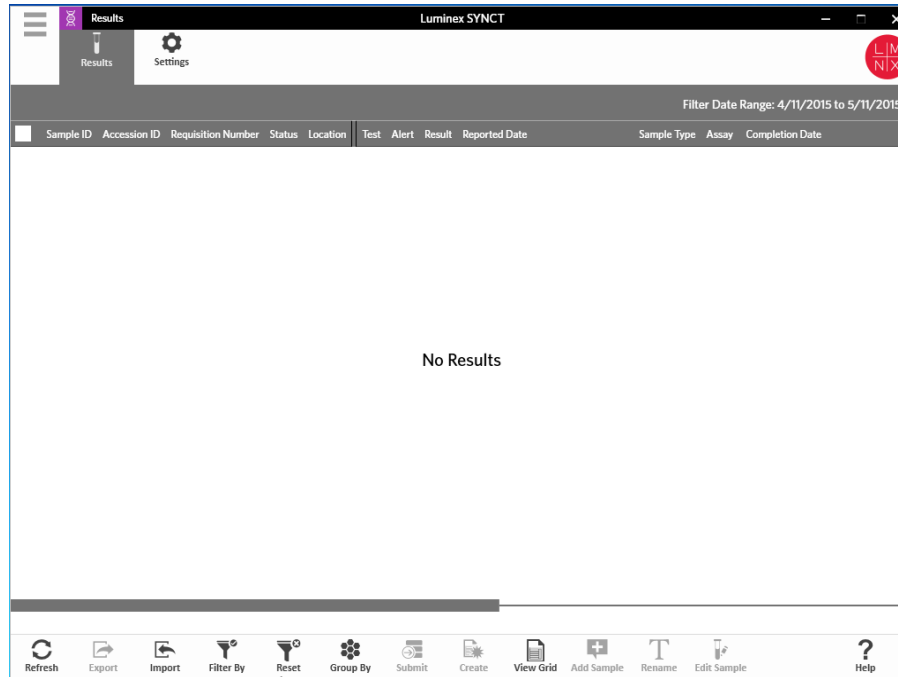 Results
Luminex SYNCT
Results
Settings
L M
N X
Filter Date Range: 4/11/2015 to 5/11/2015
Sample ID Accession ID Requisition Number Status Location Test Alert Result Reported Date Sample Type Assay Completion Date
No Results
Refresh Export Import Filter By Reset Group By Submit Create View Grid Add Sample Rename Edit Sample Help